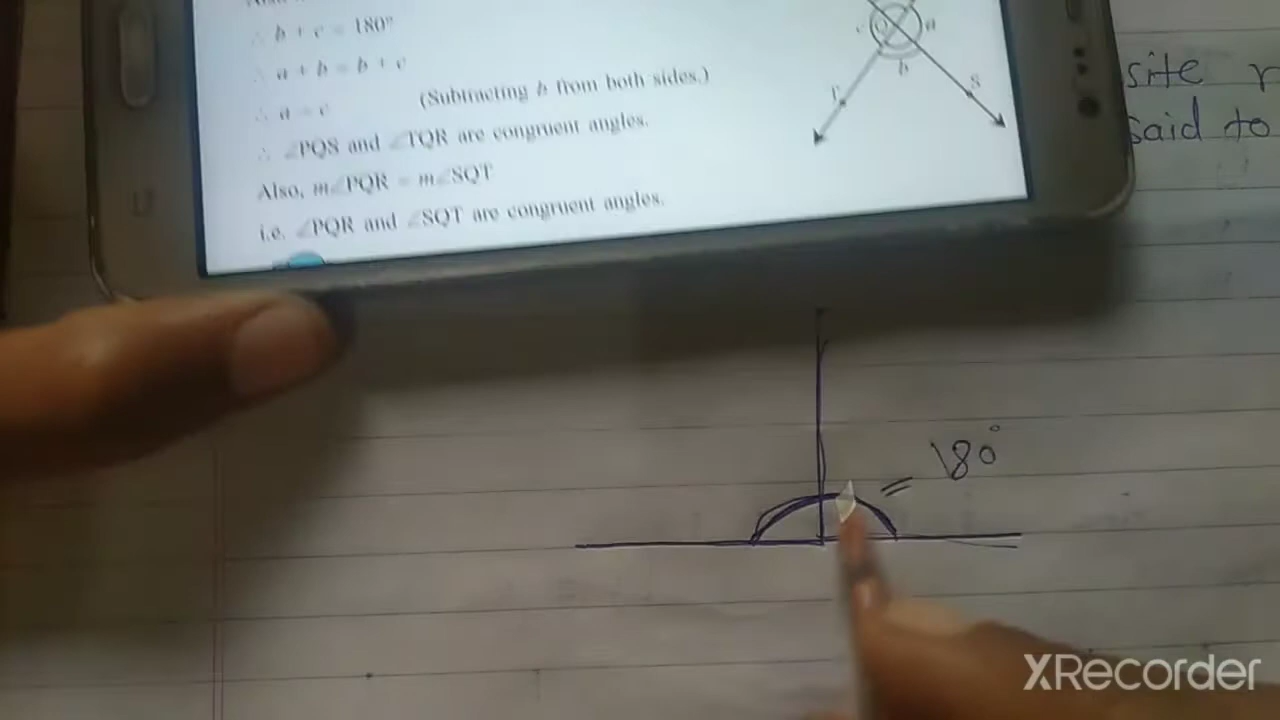 ∴ b + c = 180°
∴ a + b = b + c
∴ a = c (Subtracting b from both sides.)
∴ ∠PQS and ∠TQR are congruent angles.
Also, m∠PQR = m∠SQT
i.e. ∠PQR and ∠SQT are congruent angles.
c a
b
T S
site
said to
= 180°
XRecorder